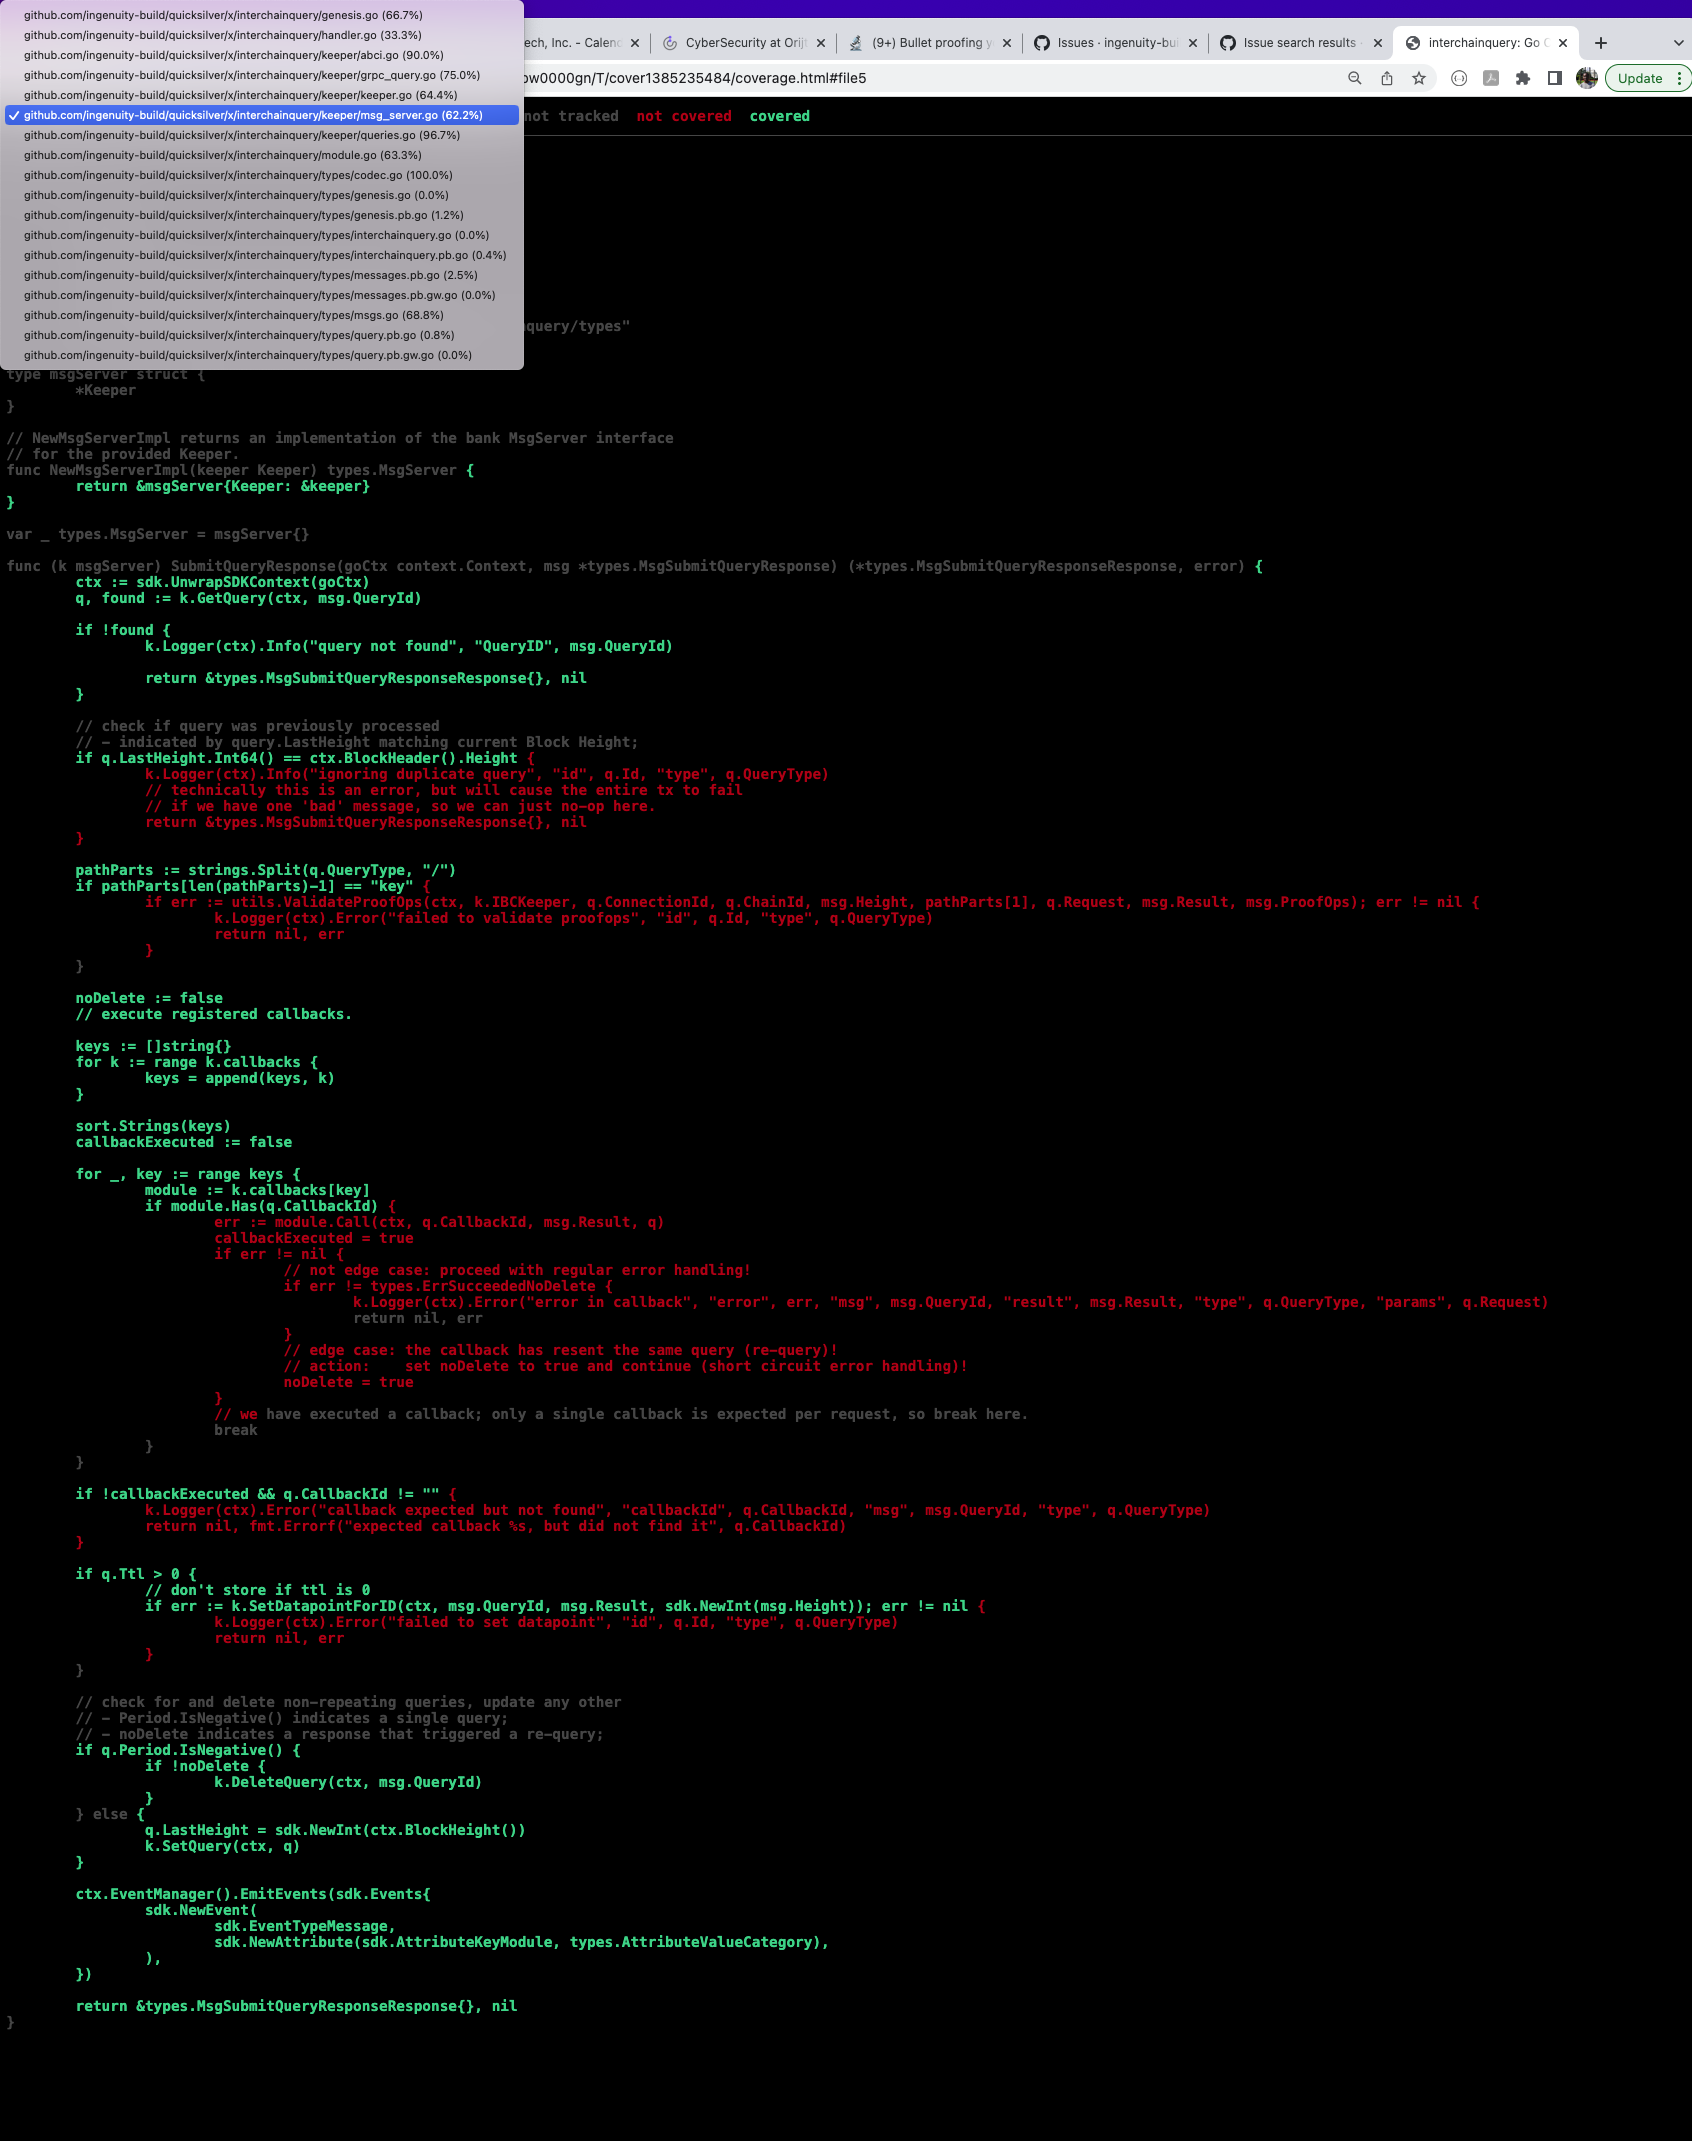 github.com/ingenuity-build/quicksilver/x/interchainquery/genesis.go (66.7%)
github.com/ingenuity-build/quicksilver/x/interchainquery/handler.go (33.3%)
github.com/ingenuity-build/quicksilver/x/interchainquery/keeper/abci.go (90.0%)
github.com/ingenuity-build/quicksilver/x/interchainquery/keeper/grpc_query.go (75.0%)
github.com/ingenuity-build/quicksilver/x/interchainquery/keeper/keeper.go (64.4%)
✓ github.com/ingenuity-build/quicksilver/x/interchainquery/keeper/msg_server.go (62.2%)
github.com/ingenuity-build/quicksilver/x/interchainquery/keeper/queries.go (96.7%)
github.com/ingenuity-build/quicksilver/x/interchainquery/module.go (63.3%)
github.com/ingenuity-build/quicksilver/x/interchainquery/types/codec.go (100.0%)
github.com/ingenuity-build/quicksilver/x/interchainquery/types/genesis.go (0.0%)
github.com/ingenuity-build/quicksilver/x/interchainquery/types/genesis.pb.go (1.2%)
github.com/ingenuity-build/quicksilver/x/interchainquery/types/interchainquery.go (0.0%)
github.com/ingenuity-build/quicksilver/x/interchainquery/types/interchainquery.pb.go (0.4%)
github.com/ingenuity-build/quicksilver/x/interchainquery/types/messages.pb.go (2.5%)
github.com/ingenuity-build/quicksilver/x/interchainquery/types/messages.pb.gw.go (0.0%)
github.com/ingenuity-build/quicksilver/x/interchainquery/types/msgs.go (68.8%)
github.com/ingenuity-build/quicksilver/x/interchainquery/types/query.pb.go (0.8%)
github.com/ingenuity-build/quicksilver/x/interchainquery/types/query.pb.gw.go (0.0%)
ech, Inc. - Calend CyberSecurity at Orijt (9+) Bullet proofing y Issues · ingenuity-bui Issue search results · interchainquery: Go C
ow0000gn/T/cover1385235484/coverage.html#file5 Update
not tracked not covered covered
query/types"
type msgServer struct {
	*Keeper
}

// NewMsgServerImpl returns an implementation of the bank MsgServer interface
// for the provided Keeper.
func NewMsgServerImpl(keeper Keeper) types.MsgServer {
	return &msgServer{Keeper: &keeper}
}

var _ types.MsgServer = msgServer{}

func (k msgServer) SubmitQueryResponse(goCtx context.Context, msg *types.MsgSubmitQueryResponse) (*types.MsgSubmitQueryResponseResponse, error) {
	ctx := sdk.UnwrapSDKContext(goCtx)
	q, found := k.GetQuery(ctx, msg.QueryId)

	if !found {
		k.Logger(ctx).Info("query not found", "QueryID", msg.QueryId)

		return &types.MsgSubmitQueryResponseResponse{}, nil
	}

	// check if query was previously processed
	// - indicated by query.LastHeight matching current Block Height;
	if q.LastHeight.Int64() == ctx.BlockHeader().Height {
		k.Logger(ctx).Info("ignoring duplicate query", "id", q.Id, "type", q.QueryType)
		// technically this is an error, but will cause the entire tx to fail
		// if we have one 'bad' message, so we can just no-op here.
		return &types.MsgSubmitQueryResponseResponse{}, nil
	}

	pathParts := strings.Split(q.QueryType, "/")
	if pathParts[len(pathParts)-1] == "key" {
		if err := utils.ValidateProofOps(ctx, k.IBCKeeper, q.ConnectionId, q.ChainId, msg.Height, pathParts[1], q.Request, msg.Result, msg.ProofOps); err != nil {
			k.Logger(ctx).Error("failed to validate proofops", "id", q.Id, "type", q.QueryType)
			return nil, err
		}
	}

	noDelete := false
	// execute registered callbacks.

	keys := []string{}
	for k := range k.callbacks {
		keys = append(keys, k)
	}

	sort.Strings(keys)
	callbackExecuted := false

	for _, key := range keys {
		module := k.callbacks[key]
		if module.Has(q.CallbackId) {
			err := module.Call(ctx, q.CallbackId, msg.Result, q)
			callbackExecuted = true
			if err != nil {
				// not edge case: proceed with regular error handling!
				if err != types.ErrSucceededNoDelete {
					k.Logger(ctx).Error("error in callback", "error", err, "msg", msg.QueryId, "result", msg.Result, "type", q.QueryType, "params", q.Request)
					return nil, err
				}
				// edge case: the callback has resent the same query (re-query)!
				// action:    set noDelete to true and continue (short circuit error handling)!
				noDelete = true
			}
			// we have executed a callback; only a single callback is expected per request, so break here.
			break
		}
	}

	if !callbackExecuted && q.CallbackId != "" {
		k.Logger(ctx).Error("callback expected but not found", "callbackId", q.CallbackId, "msg", msg.QueryId, "type", q.QueryType)
		return nil, fmt.Errorf("expected callback %s, but did not find it", q.CallbackId)
	}

	if q.Ttl > 0 {
		// don't store if ttl is 0
		if err := k.SetDatapointForID(ctx, msg.QueryId, msg.Result, sdk.NewInt(msg.Height)); err != nil {
			k.Logger(ctx).Error("failed to set datapoint", "id", q.Id, "type", q.QueryType)
			return nil, err
		}
	}

	// check for and delete non-repeating queries, update any other
	// - Period.IsNegative() indicates a single query;
	// - noDelete indicates a response that triggered a re-query;
	if q.Period.IsNegative() {
		if !noDelete {
			k.DeleteQuery(ctx, msg.QueryId)
		}
	} else {
		q.LastHeight = sdk.NewInt(ctx.BlockHeight())
		k.SetQuery(ctx, q)
	}

	ctx.EventManager().EmitEvents(sdk.Events{
		sdk.NewEvent(
			sdk.EventTypeMessage,
			sdk.NewAttribute(sdk.AttributeKeyModule, types.AttributeValueCategory),
		),
	})

	return &types.MsgSubmitQueryResponseResponse{}, nil
}